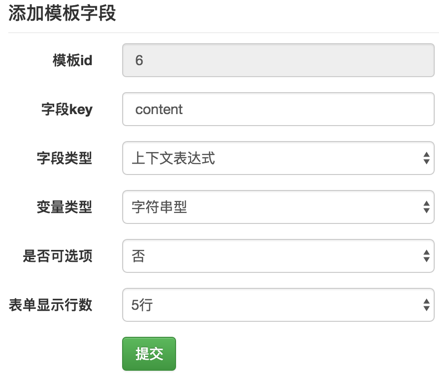 添加模板字段
模板id 6
字段key content
字段类型 上下文表达式
变量类型 字符串型
是否可选项 否
表单显示行数 5行
提交